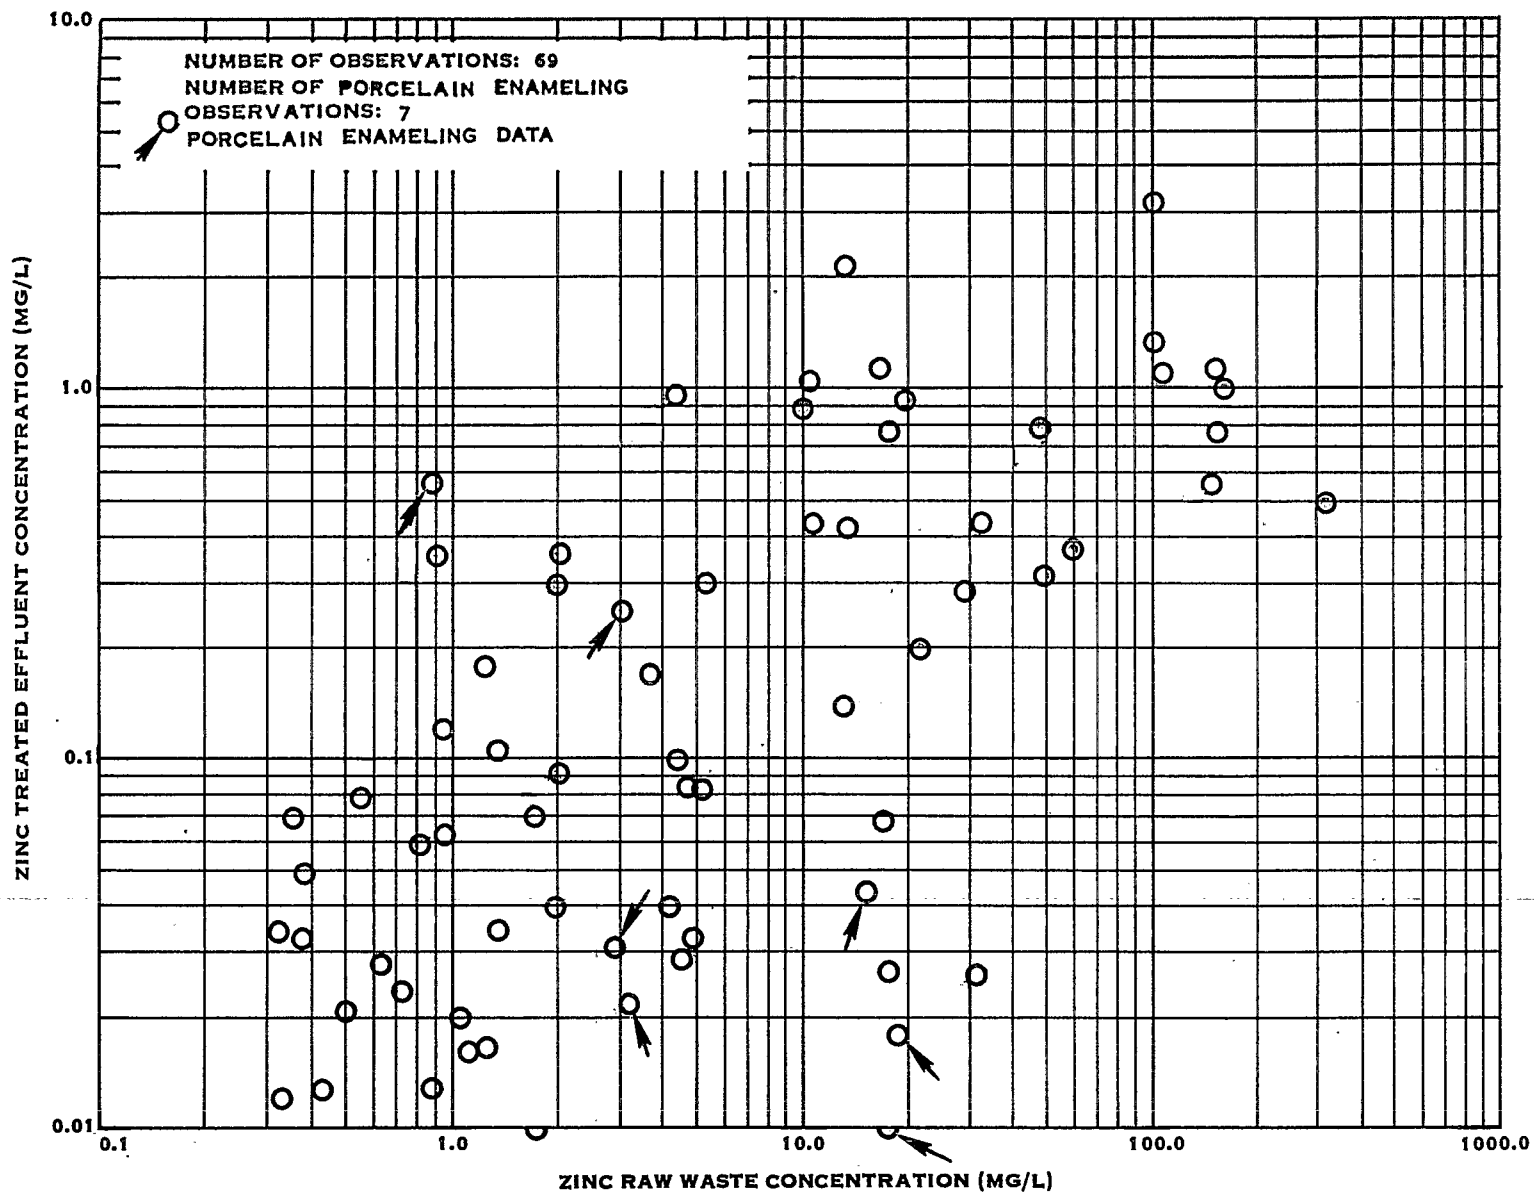 10.0
NUMBER OF OBSERVATIONS: 69
NUMBER OF PORCELAIN ENAMELING
OBSERVATIONS: 7
PORCELAIN ENAMELING DATA
ZINC TREATED EFFLUENT CONCENTRATION (MG/L)
1.0
0.1
0.01
0.1 1.0 10.0 100.0 1000.0
ZINC RAW WASTE CONCENTRATION (MG/L)